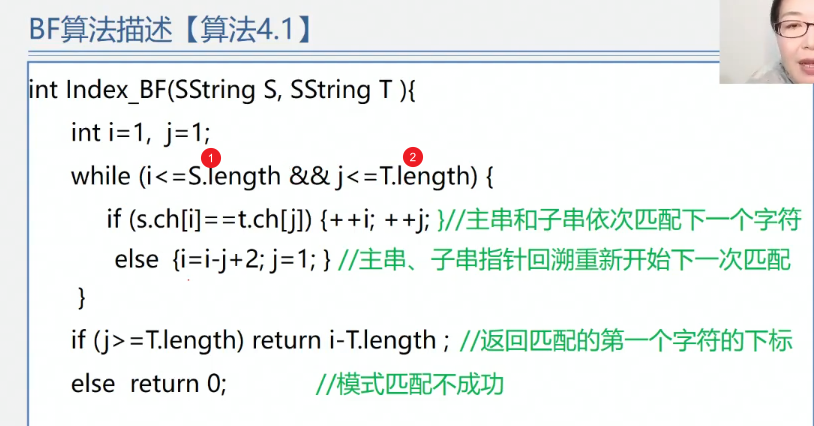 BF算法描述【算法4.1】
int Index_BF(SString S, SString T ){
int i=1, j=1;
1 2
while (i<=S.length && j<=T.length) {
if (s.ch[i]==t.ch[j]) {++i; ++j; }//主串和子串依次匹配下一个字符
else {i=i-j+2; j=1; } //主串、子串指针回溯重新开始下一次匹配
}
if (j>=T.length) return i-T.length ; //返回匹配的第一个字符的下标
else return 0; //模式匹配不成功